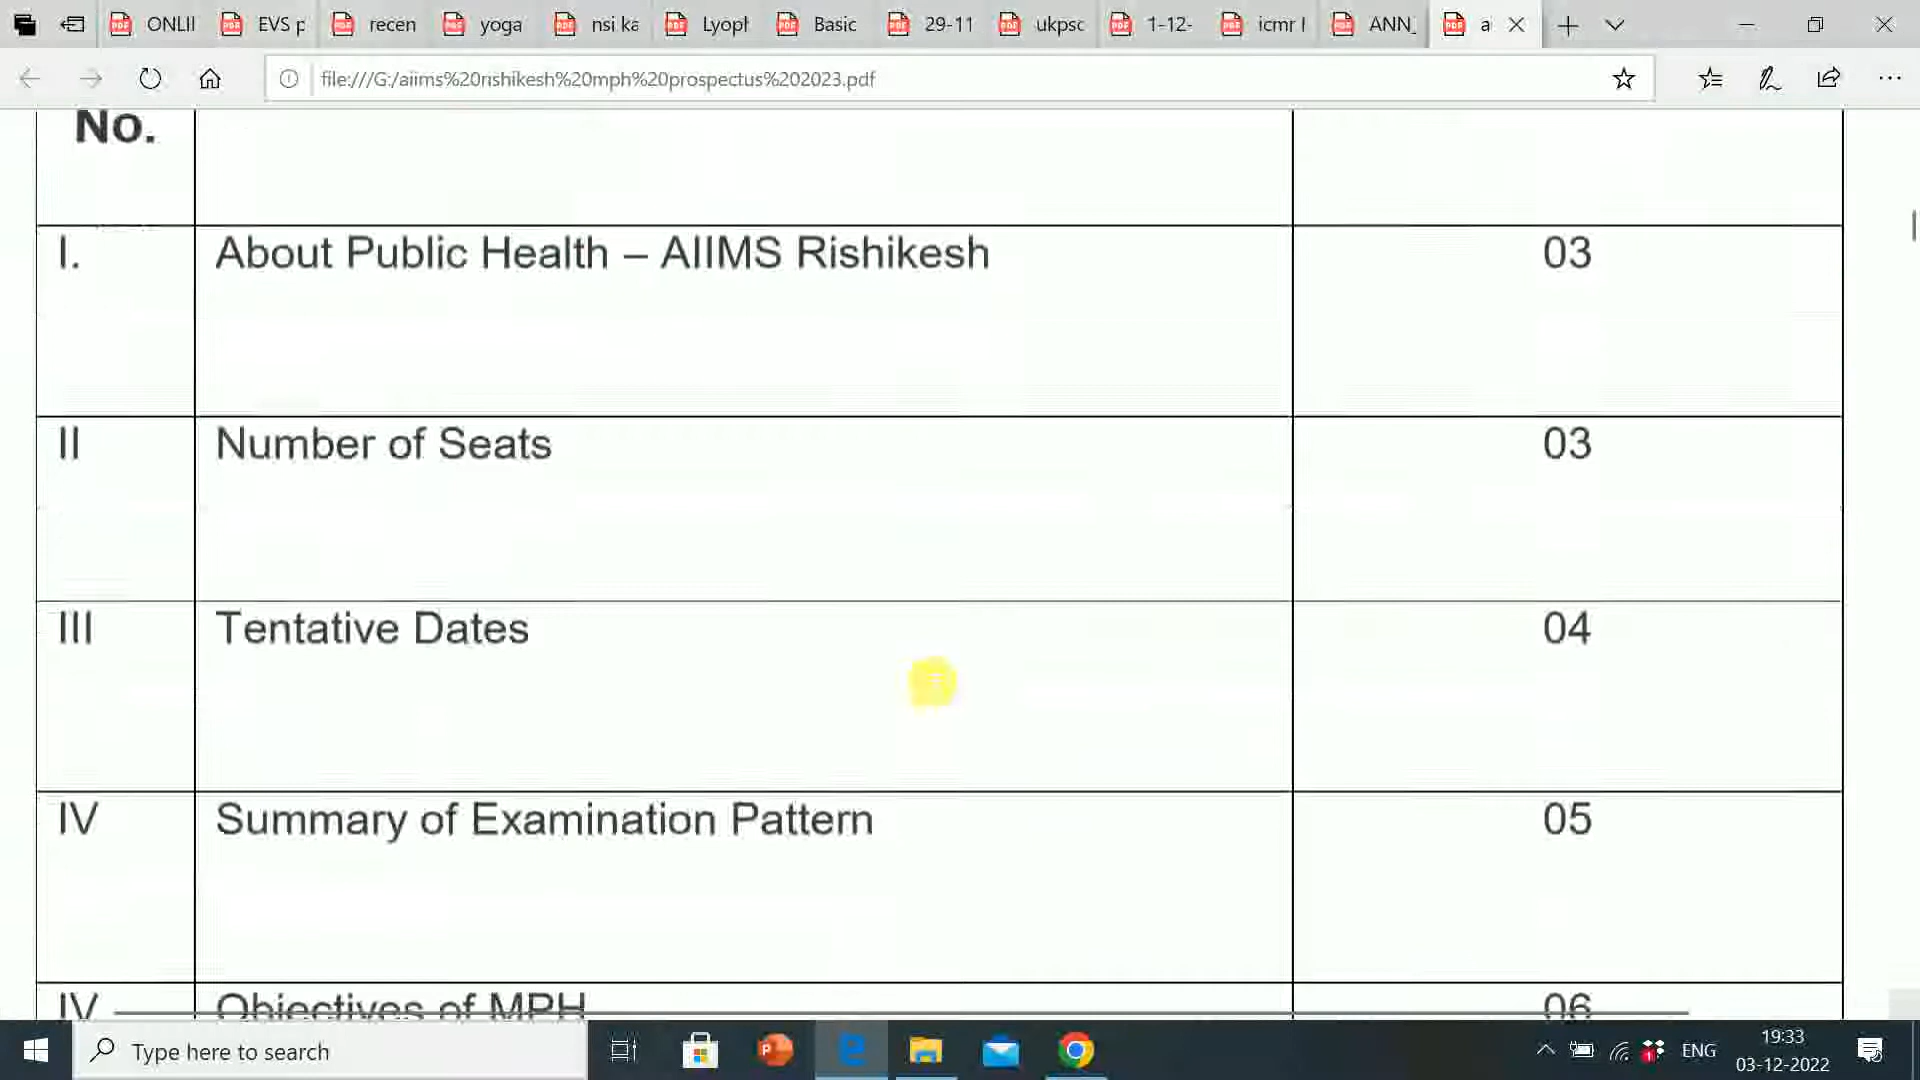 ONLII EVS p recen yoga nsi ka Lyopl Basic 29-11 ukpsc 1-12- icmr ANN_ a
file:///G:/aiims%20rishikesh%20mph%20prospectus%202023.pdf
No.
I. About Public Health – AIIMS Rishikesh 03
II Number of Seats 03
III Tentative Dates 04
IV Summary of Examination Pattern 05
IV Objectives of MPH 06
Type here to search
ENG
19:33
03-12-2022